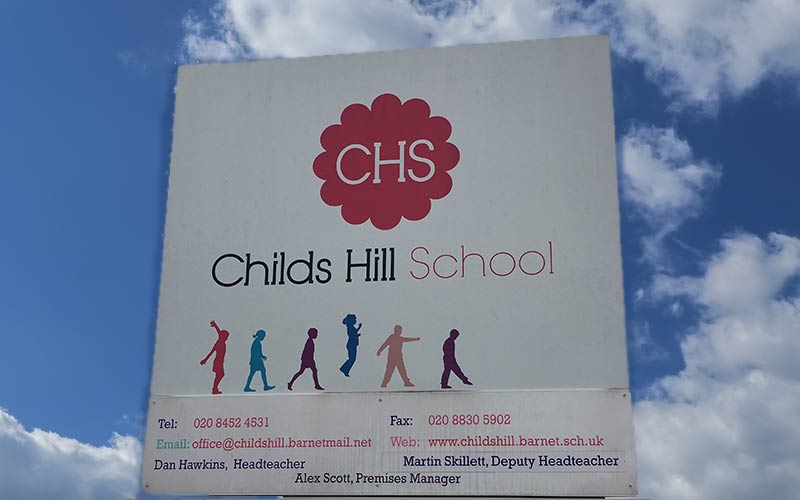 CHS
Childs Hill School
Tel: 020 8452 4531 Fax: 020 8830 5902
Email: office@childshill.barnetmail.net Web: www.childshill.barnet.sch.uk
Dan Hawkins, Headteacher Martin Skillett, Deputy Headteacher
Alex Scott, Premises Manager